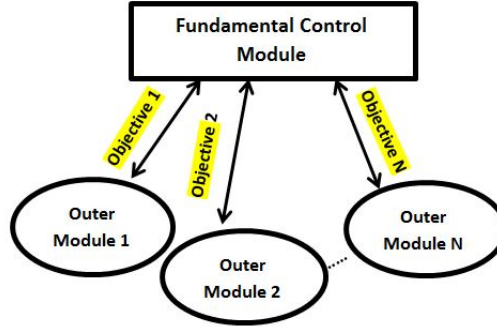 Fundamental Control
Module
Objective 1
Objective 2
Objective N
Outer
Module 1
Outer
Module 2
Outer
Module N